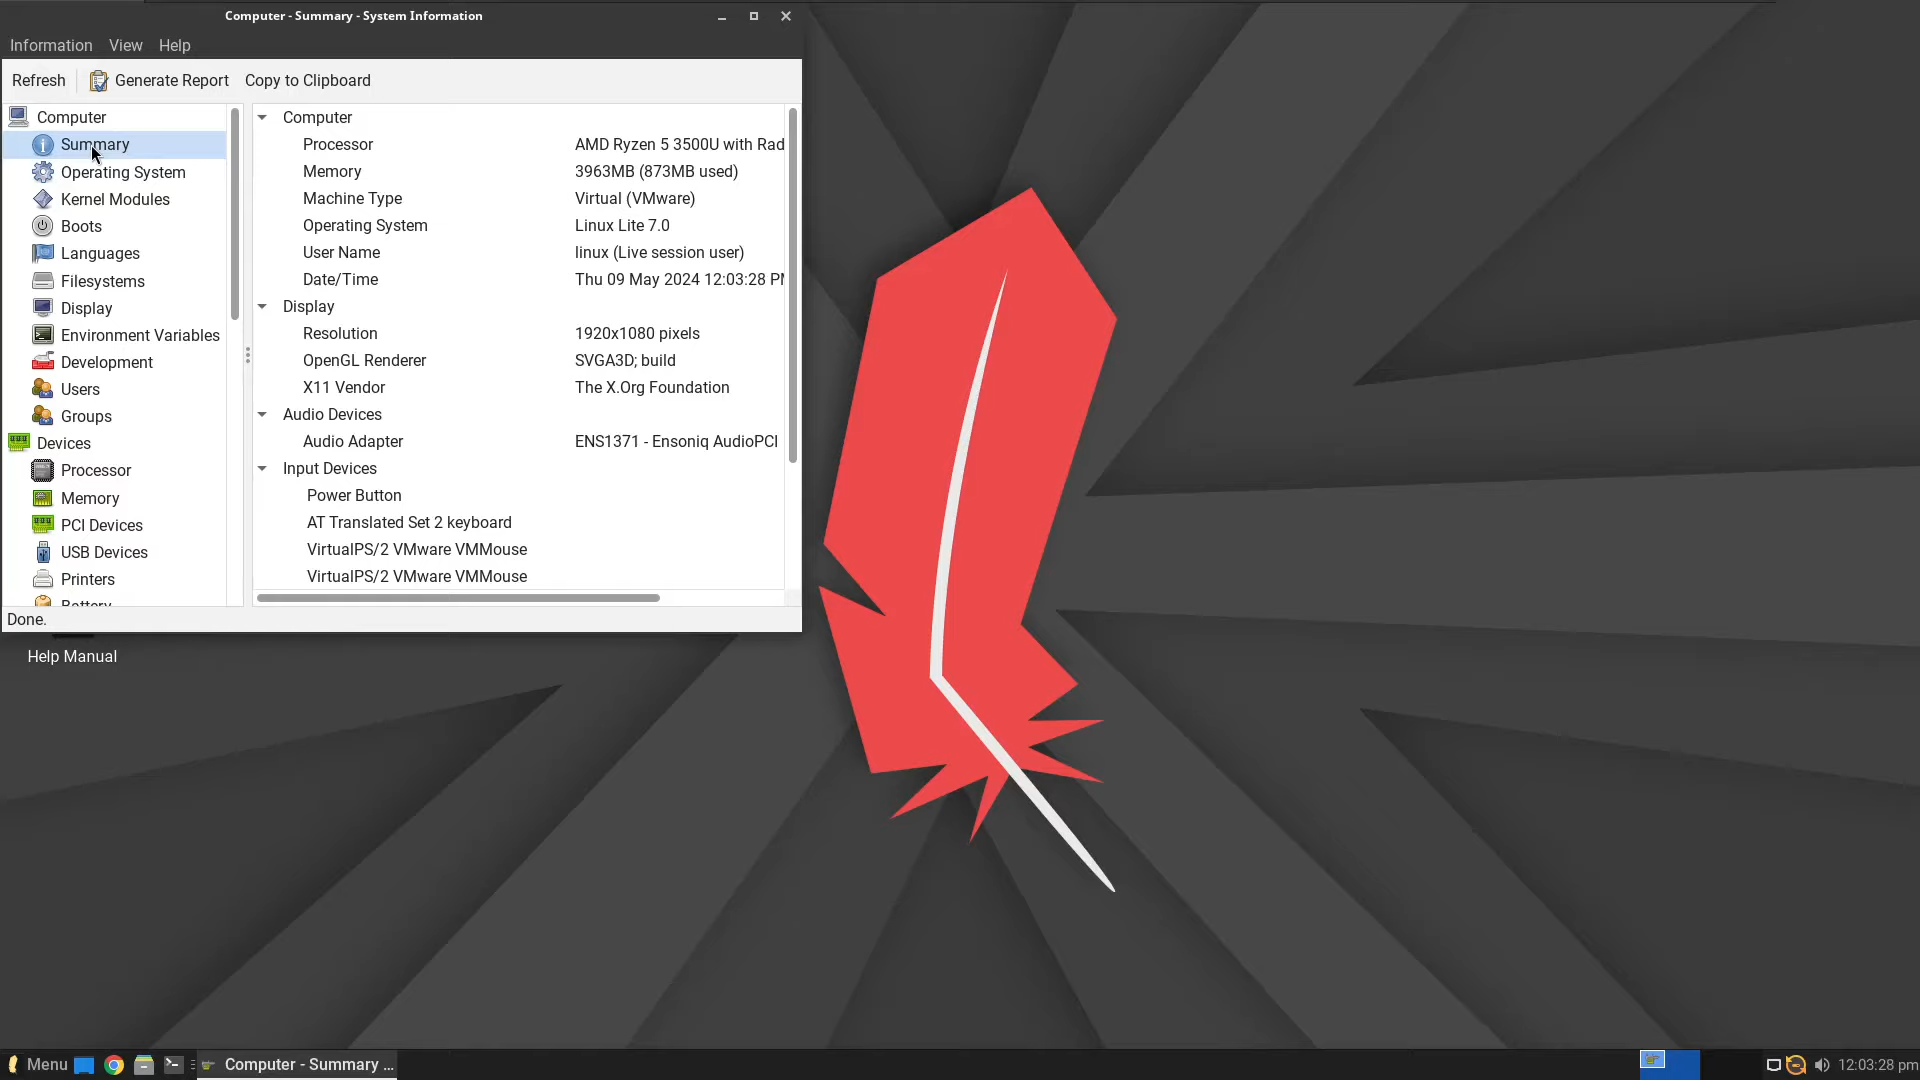 Computer - Summary - System Information
Information View Help
Refresh Generate Report Copy to Clipboard
Computer
Summary
Operating System
Kernel Modules
Boots
Languages
Filesystems
Display
Environment Variables
Development
Users
Groups
Devices
Processor
Memory
PCI Devices
USB Devices
Printers
Battery
Computer
Processor AMD Ryzen 5 3500U with Rad
Memory 3963MB (873MB used)
Machine Type Virtual (VMware)
Operating System Linux Lite 7.0
User Name linux (Live session user)
Date/Time Thu 09 May 2024 12:03:28 PM
Display
Resolution 1920x1080 pixels
OpenGL Renderer SVGA3D; build
X11 Vendor The X.Org Foundation
Audio Devices
Audio Adapter ENS1371 - Ensoniq AudioPCI
Input Devices
Power Button
AT Translated Set 2 keyboard
VirtualPS/2 VMware VMMouse
VirtualPS/2 VMware VMMouse
Done.
Help Manual
Menu Computer - Summary ... 12:03:28 pm